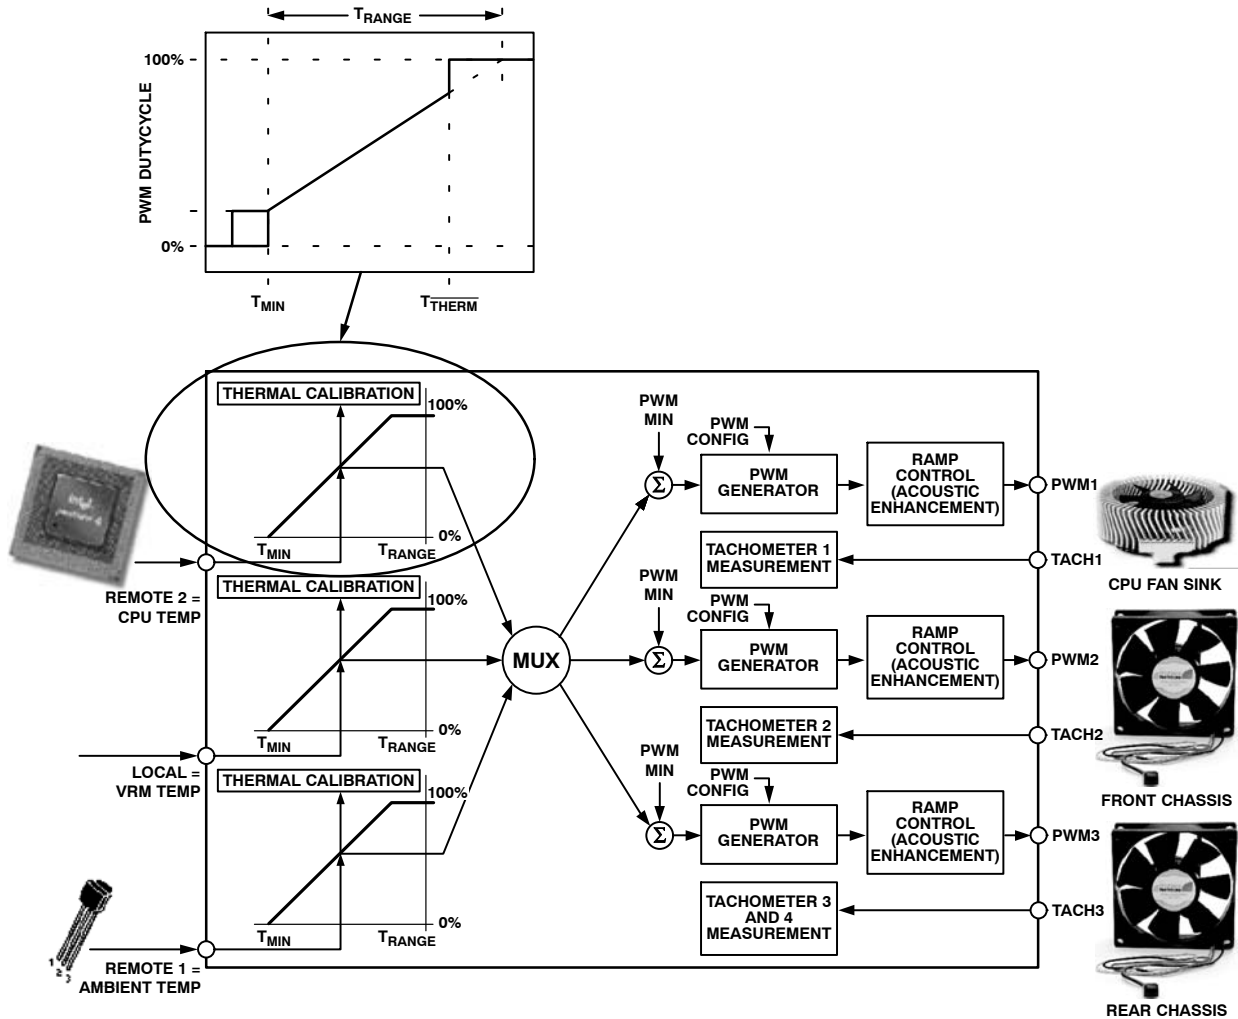 TRANGE
100%
PWM DUTYCYCLE
0%
TMIN
TTHERM
THERMAL CALIBRATION
100%
0%
TMIN
TRANGE
REMOTE 2 =
CPU TEMP
THERMAL CALIBRATION
100%
0%
TMIN
TRANGE
LOCAL =
VRM TEMP
THERMAL CALIBRATION
100%
0%
TMIN
TRANGE
REMOTE 1 =
AMBIENT TEMP
1
2
3
MUX
PWM
MIN
Σ
PWM
CONFIG
PWM
GENERATOR
RAMP
CONTROL
(ACOUSTIC
ENHANCEMENT)
PWM1
TACHOMETER 1
MEASUREMENT
TACH1
CPU FAN SINK
PWM
MIN
Σ
PWM
CONFIG
PWM
GENERATOR
RAMP
CONTROL
(ACOUSTIC
ENHANCEMENT)
PWM2
TACHOMETER 2
MEASUREMENT
TACH2
FRONT CHASSIS
PWM
MIN
Σ
PWM
CONFIG
PWM
GENERATOR
RAMP
CONTROL
(ACOUSTIC
ENHANCEMENT)
PWM3
TACHOMETER 3
AND 4
MEASUREMENT
TACH3
REAR CHASSIS
intel